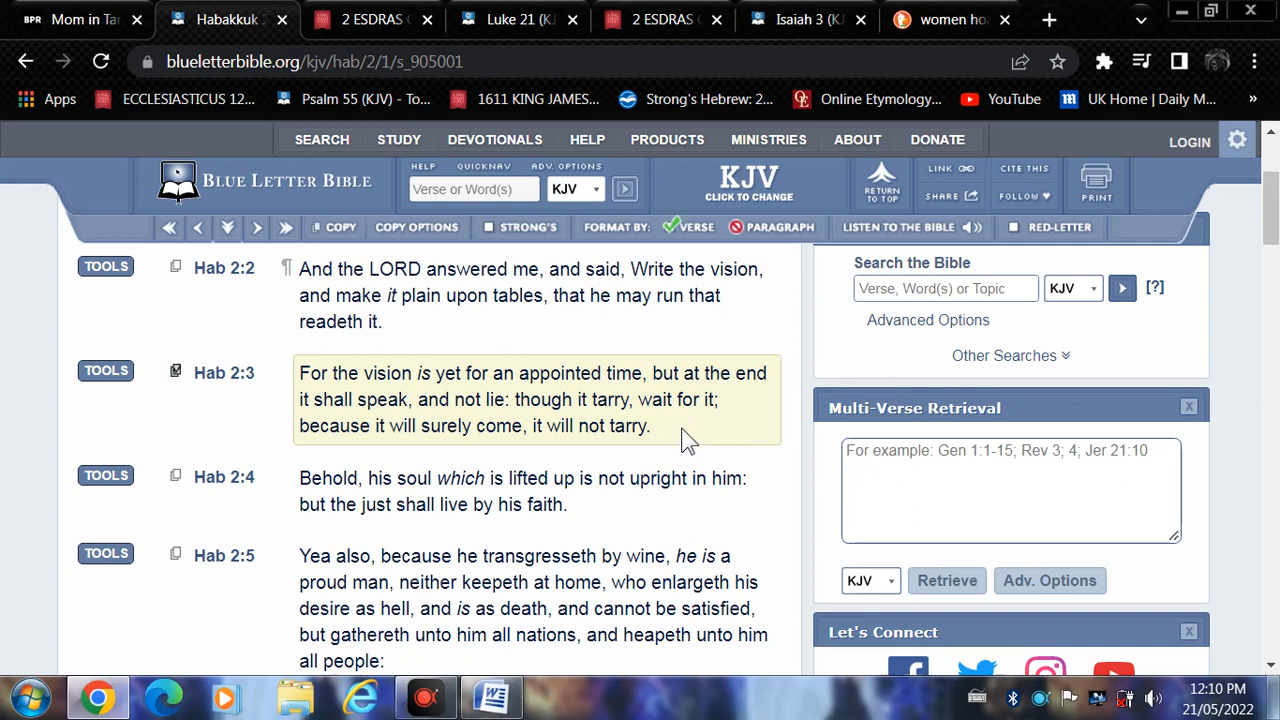 BPR Mom in Tar
Habakkuk
2 ESDRAS C
Luke 21 (KJ
2 ESDRAS C
Isaiah 3 (KJ
women hoa
blueletterbible.org/kjv/hab/2/1/s_905001
Apps
ECCLESIASTICUS 12...
Psalm 55 (KJV) - To...
1611 KING JAMES...
Strong's Hebrew: 2...
Online Etymology...
YouTube
UK Home | Daily M...
»
SEARCH STUDY DEVOTIONALS HELP PRODUCTS MINISTRIES ABOUT DONATE LOGIN
BLUE LETTER BIBLE
HELP QUICKNAV ADV. OPTIONS
Verse or Word(s) KJV
KJV
CLICK TO CHANGE
RETURN
TO TOP
LINK CITE THIS
SHARE FOLLOW
PRINT
COPY COPY OPTIONS STRONG'S FORMAT BY: VERSE PARAGRAPH LISTEN TO THE BIBLE RED-LETTER
TOOLS Hab 2:2 ¶ And the LORD answered me, and said, Write the vision,
and make it plain upon tables, that he may run that
readeth it.
TOOLS Hab 2:3 For the vision is yet for an appointed time, but at the end
it shall speak, and not lie: though it tarry, wait for it;
because it will surely come, it will not tarry.
TOOLS Hab 2:4 Behold, his soul which is lifted up is not upright in him:
but the just shall live by his faith.
TOOLS Hab 2:5 Yea also, because he transgresseth by wine, he is a
proud man, neither keepeth at home, who enlargeth his
desire as hell, and is as death, and cannot be satisfied,
but gathereth unto him all nations, and heapeth unto him
all people:
Search the Bible
Verse, Word(s) or Topic KJV [?]
Advanced Options
Other Searches
Multi-Verse Retrieval
For example: Gen 1:1-15; Rev 3; 4; Jer 21:10
KJV Retrieve Adv. Options
Let's Connect
12:10 PM
21/05/2022